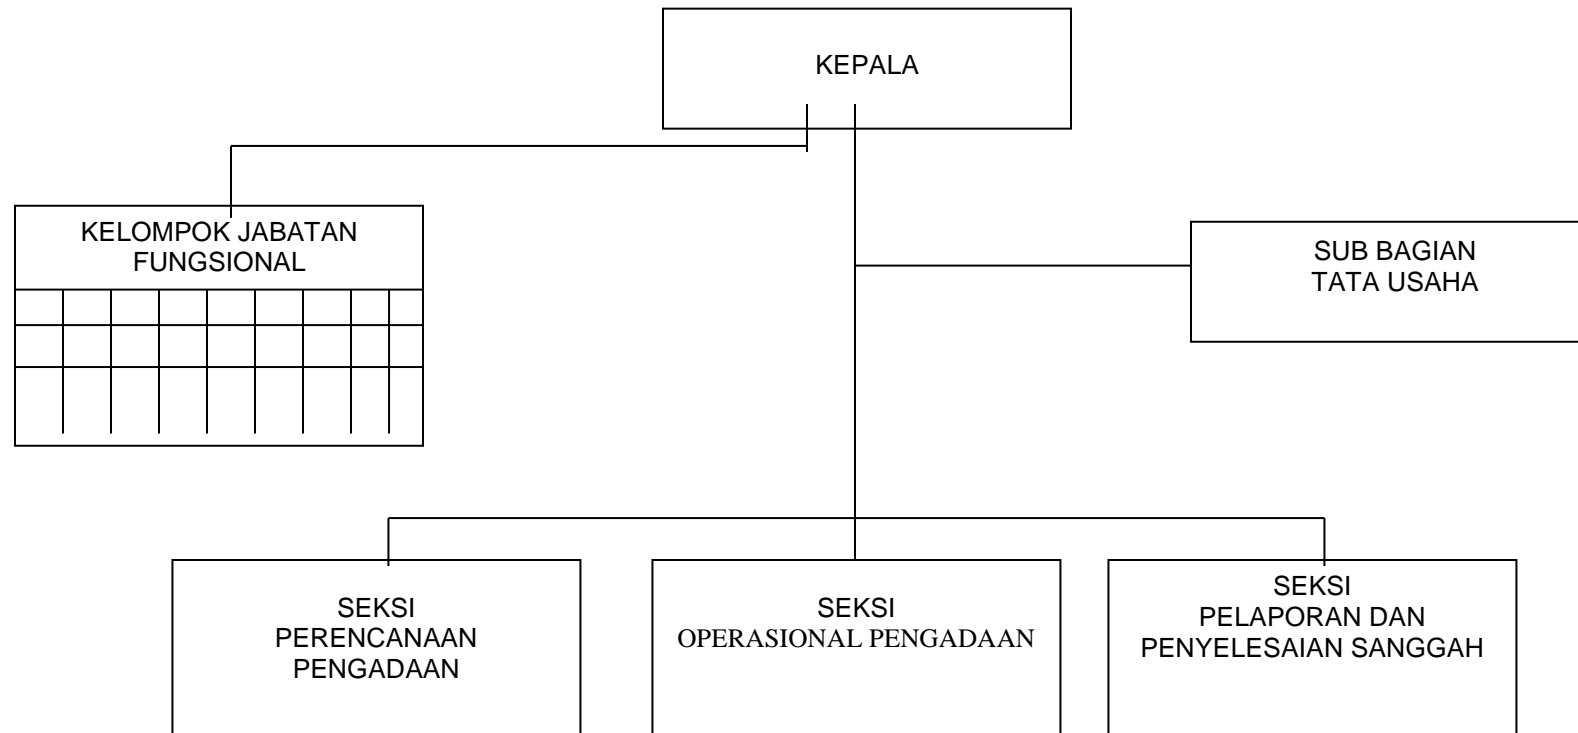 KEPALA
KELOMPOK JABATAN
FUNGSIONAL
SUB BAGIAN
TATA USAHA
SEKSI
PERENCANAAN
PENGADAAN
SEKSI
OPERASIONAL PENGADAAN
SEKSI
PELAPORAN DAN
PENYELESAIAN SANGGAH